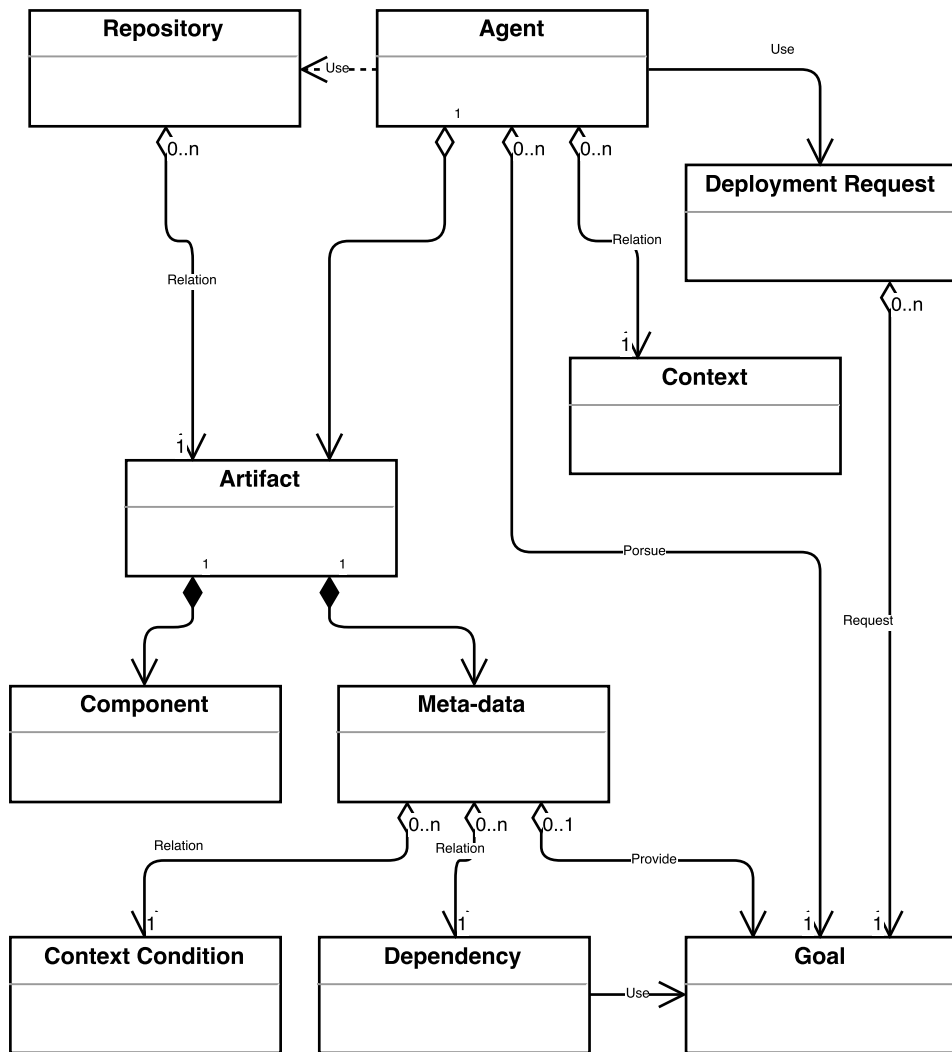 Repository
Agent
Use
Use
1
0..n
0..n
0..n
Deployment Request
Relation
Relation
0..n
1
Context
1
Artifact
Porsue
1
1
Request
Component
Meta-data
0..n
0..n
0..1
Relation
Relation
Provide
1
1
1
1
Context Condition
Dependency
Goal
Use